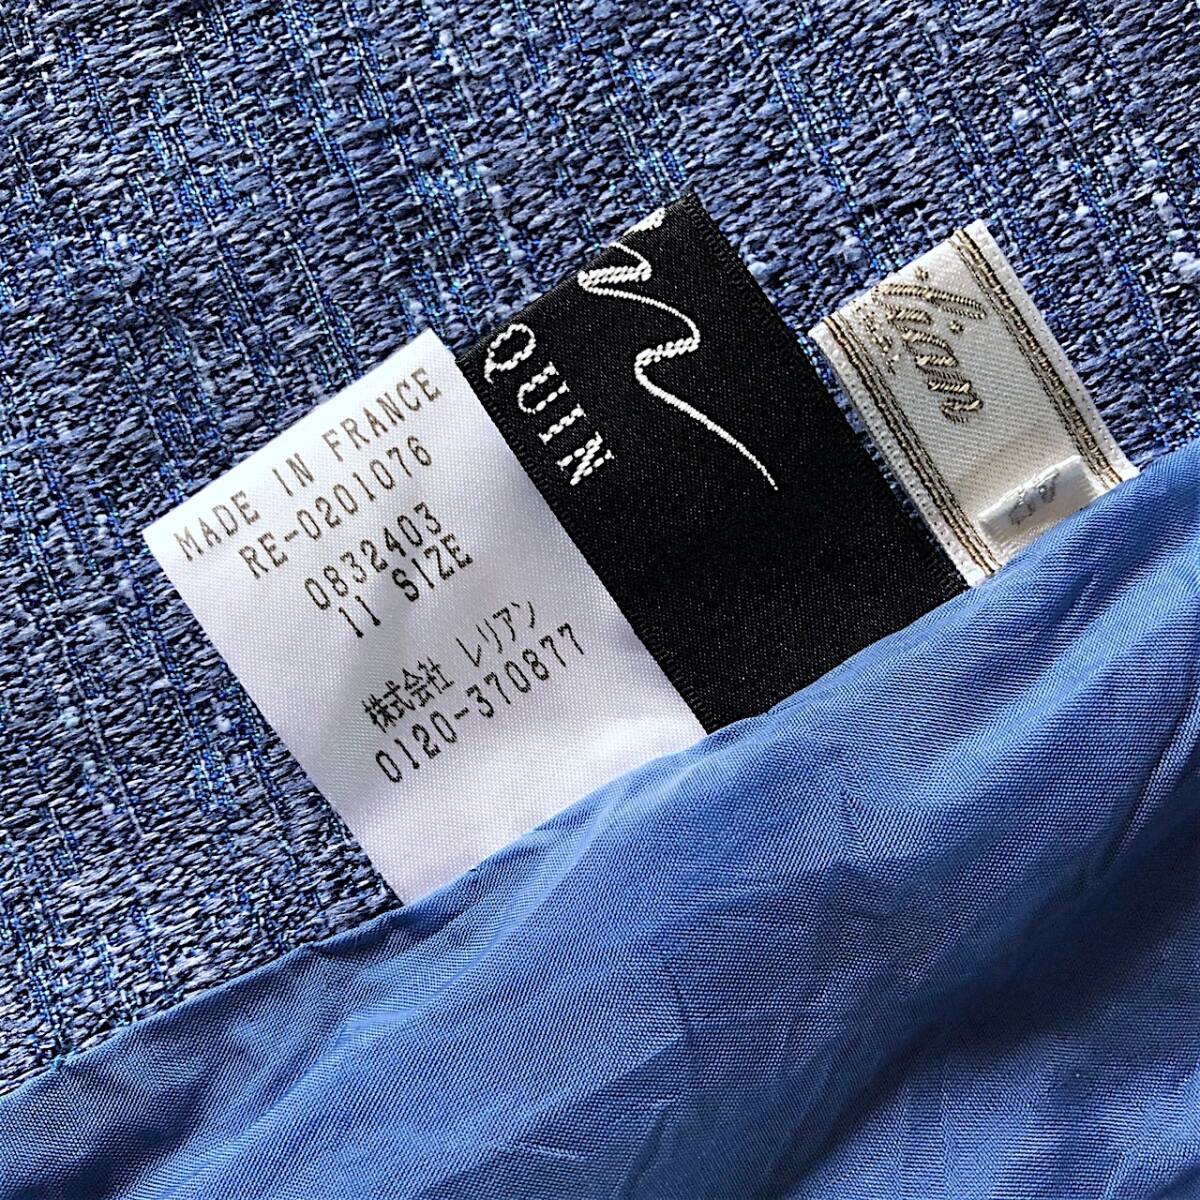 MADE IN FRANCE
RE-0201076
0832403
11 SIZE
株式会社 レリアン
0120-370877
QUIN